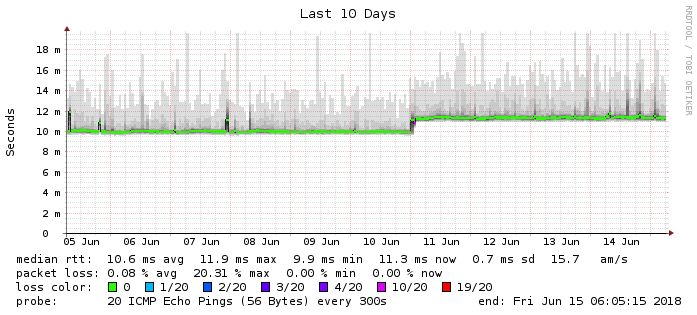 Last 10 Days
RRDTOOL / TOBI OETIKER
Seconds
18 m
16 m
14 m
12 m
10 m
8 m
6 m
4 m
2 m
0
05 Jun 06 Jun 07 Jun 08 Jun 09 Jun 10 Jun 11 Jun 12 Jun 13 Jun 14 Jun
median rtt: 10.6 ms avg 11.9 ms max 9.9 ms min 11.3 ms now 0.7 ms sd 15.7 am/s
packet loss: 0.08 % avg 20.31 % max 0.00 % min 0.00 % now
loss color: 0 1/20 2/20 3/20 4/20 10/20 19/20
probe: 20 ICMP Echo Pings (56 Bytes) every 300s end: Fri Jun 15 06:05:15 2018